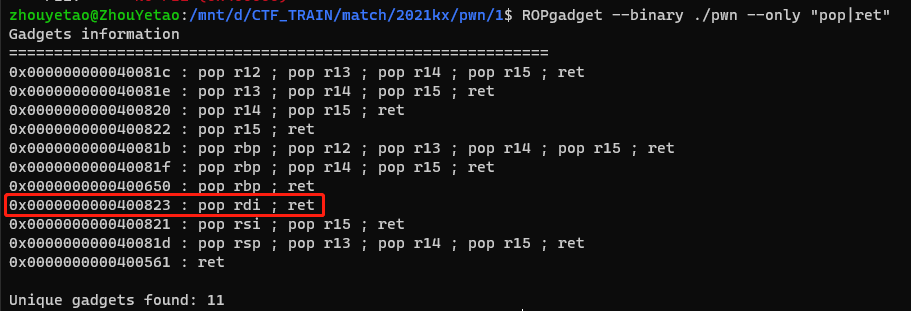 zhouyetao@ZhouYetao:/mnt/d/CTF_TRAIN/match/2021kx/pwn/1$ ROPgadget --binary ./pwn --only "pop|ret"
Gadgets information
============================================================
0x000000000040081c : pop r12 ; pop r13 ; pop r14 ; pop r15 ; ret
0x000000000040081e : pop r13 ; pop r14 ; pop r15 ; ret
0x0000000000400820 : pop r14 ; pop r15 ; ret
0x0000000000400822 : pop r15 ; ret
0x000000000040081b : pop rbp ; pop r12 ; pop r13 ; pop r14 ; pop r15 ; ret
0x000000000040081f : pop rbp ; pop r14 ; pop r15 ; ret
0x0000000000400650 : pop rbp ; ret
0x0000000000400823 : pop rdi ; ret
0x0000000000400821 : pop rsi ; pop r15 ; ret
0x000000000040081d : pop rsp ; pop r13 ; pop r14 ; pop r15 ; ret
0x0000000000400561 : ret
Unique gadgets found: 11